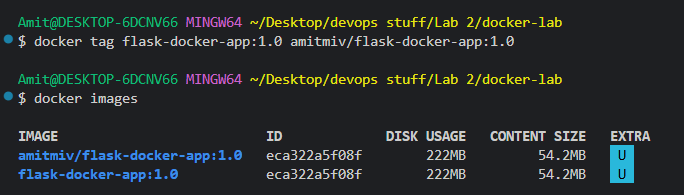 Amit@DESKTOP-6DCNV66 MINGW64 ~/Desktop/devops stuff/Lab 2/docker-lab
$ docker tag flask-docker-app:1.0 amitmiv/flask-docker-app:1.0
Amit@DESKTOP-6DCNV66 MINGW64 ~/Desktop/devops stuff/Lab 2/docker-lab
$ docker images
IMAGE ID DISK USAGE CONTENT SIZE EXTRA
amitmiv/flask-docker-app:1.0 eca322a5f08f 222MB 54.2MB U
flask-docker-app:1.0 eca322a5f08f 222MB 54.2MB U